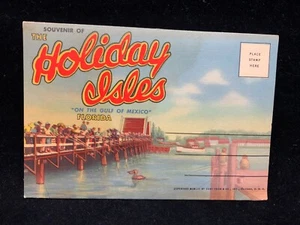 SOUVENIR OF
THE
Holiday
Isles
"ON THE GULF OF MEXICO"
FLORIDA
PLACE
STAMP
HERE